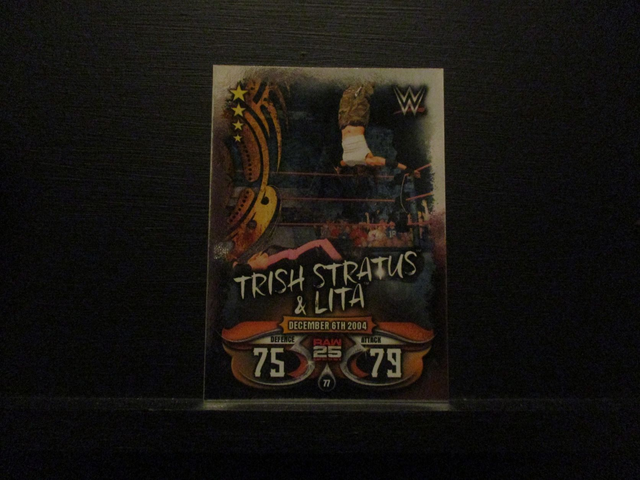 W
TRISH STRATUS
& LITA
DECEMBER 6TH 2004
DEFENCE
75
RAW
25
ATTACK
79
77